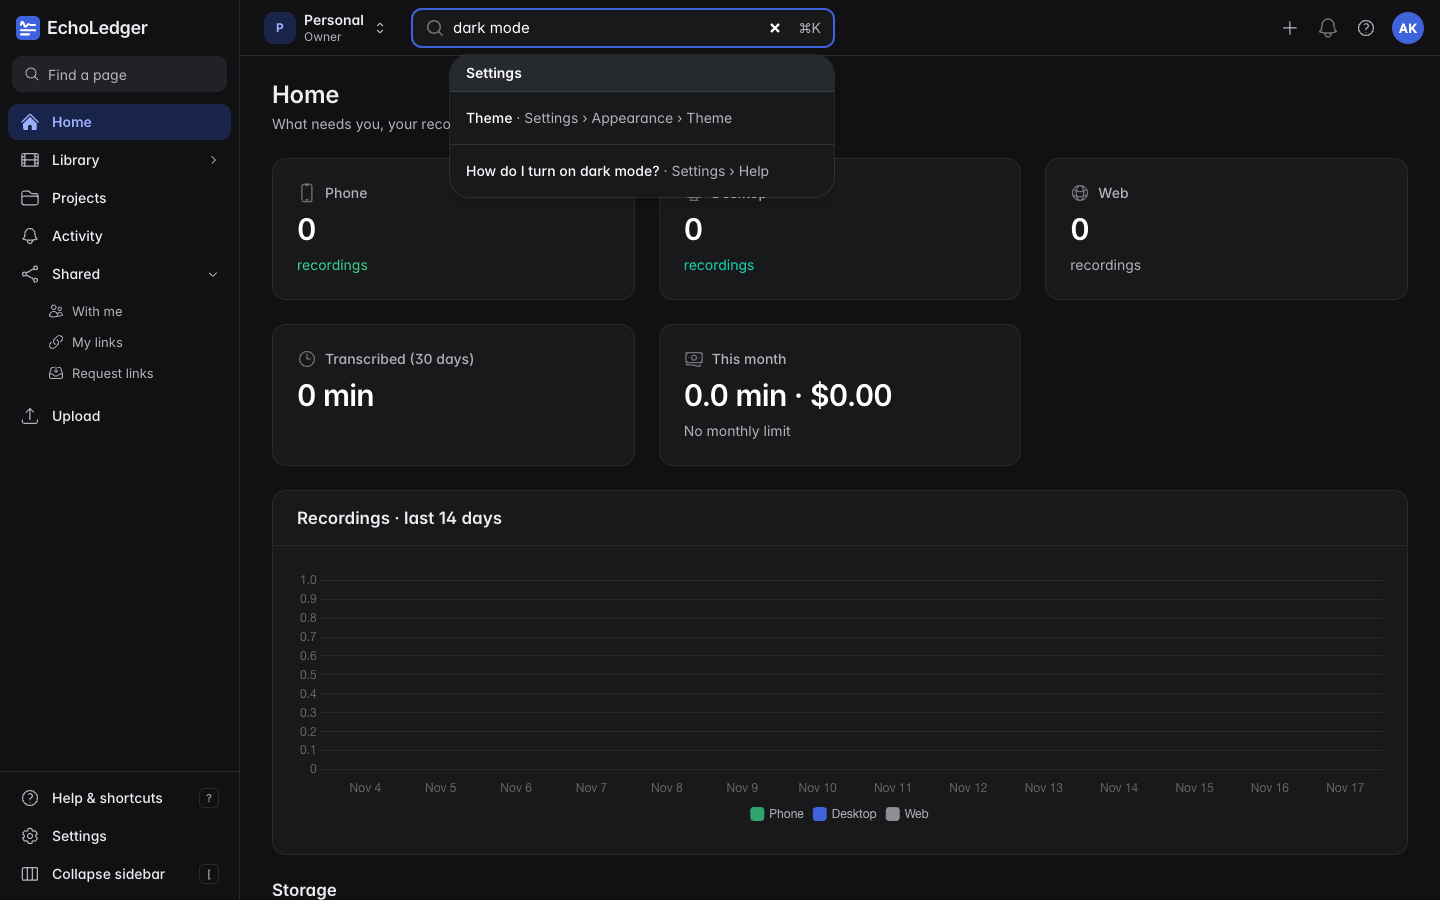 EchoLedger
Find a page
Home
Library
Projects
Activity
Shared
With me
My links
Request links
Upload
Help & shortcuts ?
Settings
Collapse sidebar [
P Personal
Owner
dark mode ⌘K
AK
Settings
Theme · Settings › Appearance › Theme
How do I turn on dark mode? · Settings › Help
Home
What needs you, your reco
Phone
0
recordings
Desktop
0
recordings
Web
0
recordings
Transcribed (30 days)
0 min
This month
0.0 min · $0.00
No monthly limit
Recordings · last 14 days
1.0
0.9
0.8
0.7
0.6
0.5
0.4
0.3
0.2
0.1
0
Nov 4 Nov 5 Nov 6 Nov 7 Nov 8 Nov 9 Nov 10 Nov 11 Nov 12 Nov 13 Nov 14 Nov 15 Nov 16 Nov 17
Phone Desktop Web
Storage